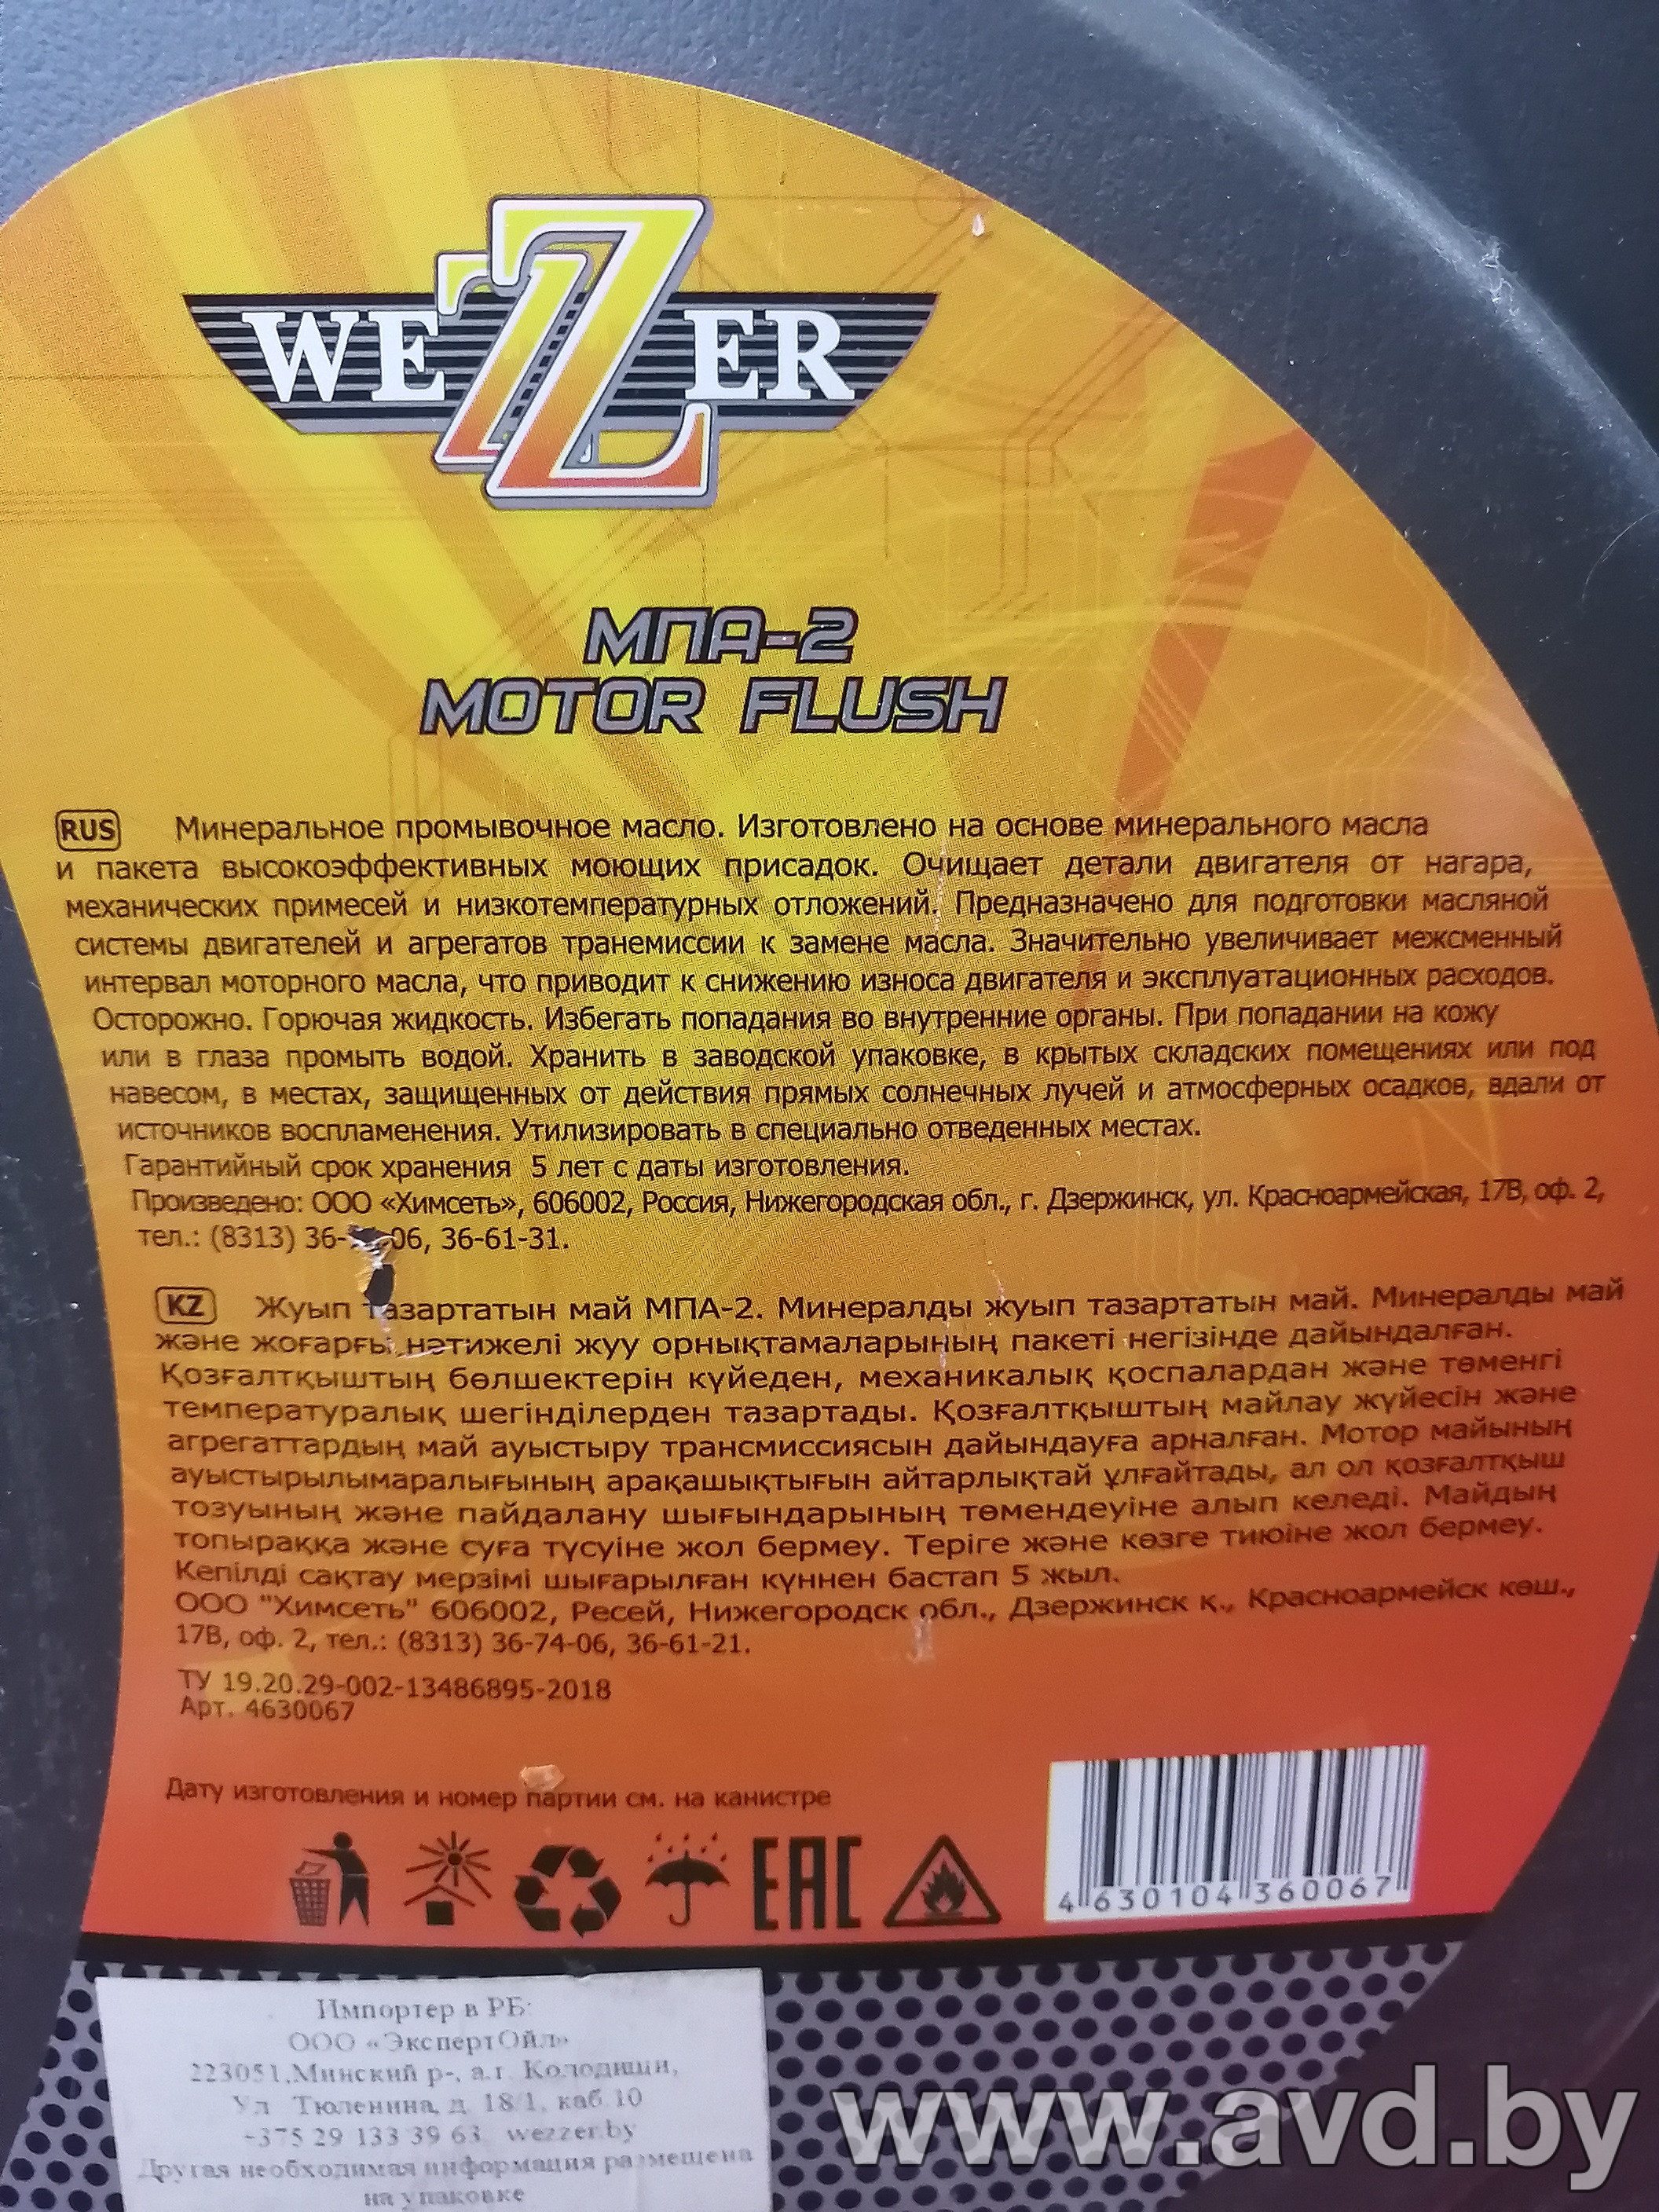 WEZZER
МПА-2
MOTOR FLUSH
RUS Минеральное промывочное масло. Изготовлено на основе минерального масла
и пакета высокоэффективных моющих присадок. Очищает детали двигателя от нагара,
механических примесей и низкотемпературных отложений. Предназначено для подготовки масляной
системы двигателей и агрегатов транемиссии к замене масла. Значительно увеличивает межсменный
интервал моторного масла, что приводит к снижению износа двигателя и эксплуатационных расходов.
Осторожно. Горючая жидкость. Избегать попадания во внутренние органы. При попадании на кожу
или в глаза промыть водой. Хранить в заводской упаковке, в крытых складских помещениях или под
навесом, в местах, защищенных от действия прямых солнечных лучей и атмосферных осадков, вдали от
источников воспламенения. Утилизировать в специально отведенных местах.
Гарантийный срок хранения 5 лет с даты изготовления.
Произведено: ООО «Химсеть», 606002, Россия, Нижегородская обл., г. Дзержинск, ул. Красноармейская, 17В, оф. 2,
тел.: (8313) 36- 06, 36-61-31.
KZ Жуып тазартатын май МПА-2. Минералды жуып тазартатын май. Минералды май
және жоғарғы нәтижелі жуу орнықтамаларының пакеті негізінде дайындалған.
Қозғалтқыштың бөлшектерін күйеден, механикалық қоспалардан және төменгі
температуралық шегінділерден тазартады. Қозғалтқыштың майлау жүйесін және
агрегаттардың май ауыстыру трансмиссиясын дайындауға арналған. Мотор майының
ауыстырылымаралығының арақашықтығын айтарлықтай ұлғайтады, ал ол қозғалтқыш
тозуының және пайдалану шығындарының төмендеуіне алып келеді. Майдың
топыраққа және суға түсуіне жол бермеу. Теріге және көзге тиюіне жол бермеу.
Кепілді сақтау мерзімі шығарылған күннен бастап 5 жыл.
ООО "Химсеть" 606002, Ресей, Нижегородск обл., Дзержинск қ., Красноармейск көш.,
17В, оф. 2, тел.: (8313) 36-74-06, 36-61-21.
ТУ 19.20.29-002-13486895-2018
Арт. 4630067
Дату изготовления и номер партии см. на канистре
EAC
4 630104 360067
Импортер в РБ:
ООО «ЭкспертОйл»
223051,Минский р-, а.г. Колодищи,
Ул Тюленина, д. 18/1, каб.10
+375 29 133 39 63 wezzer.by
Другая необходимая информация размещена
на упаковке
www.avd.by